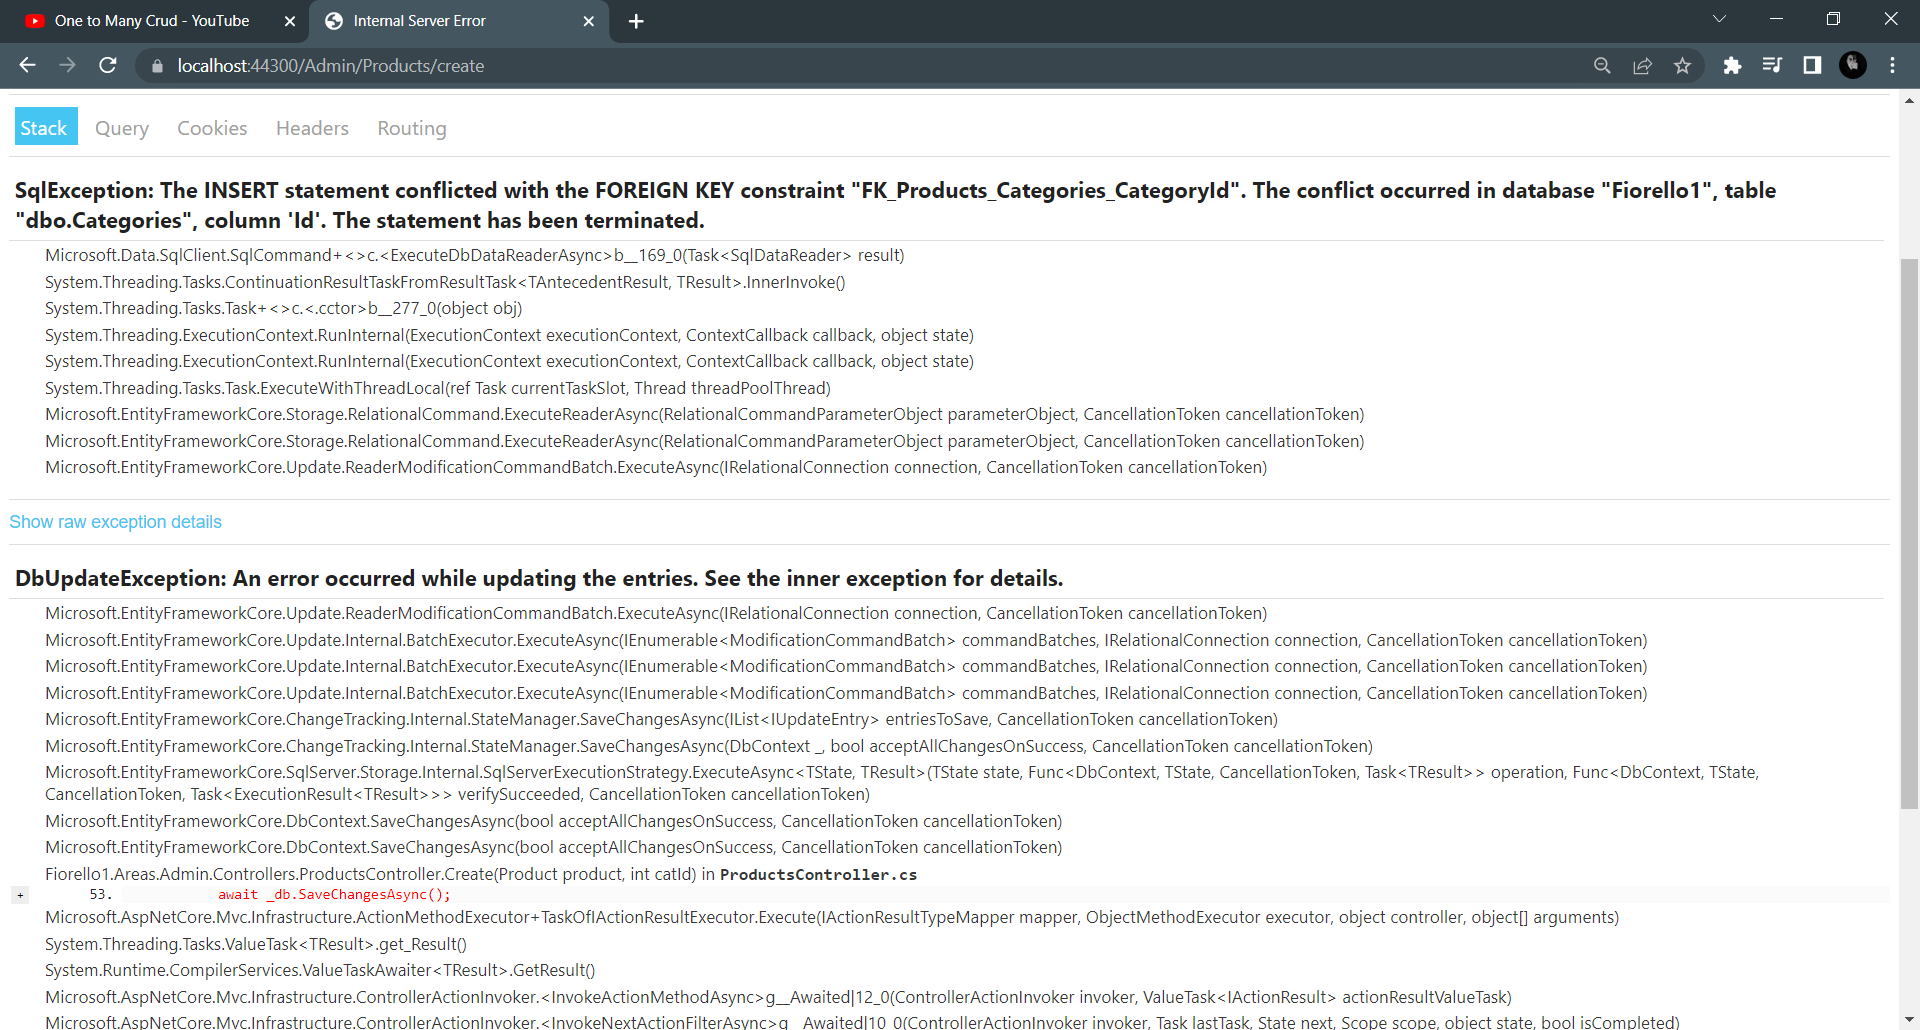 One to Many Crud - YouTube
Internal Server Error
localhost:44300/Admin/Products/create
Stack Query Cookies Headers Routing
SqlException: The INSERT statement conflicted with the FOREIGN KEY constraint "FK_Products_Categories_CategoryId". The conflict occurred in database "Fiorello1", table
"dbo.Categories", column 'Id'. The statement has been terminated.
Microsoft.Data.SqlClient.SqlCommand+<>c.<ExecuteDbDataReaderAsync>b__169_0(Task<SqlDataReader> result)
System.Threading.Tasks.ContinuationResultTaskFromResultTask<TAntecedentResult, TResult>.InnerInvoke()
System.Threading.Tasks.Task+<>c.<.cctor>b__277_0(object obj)
System.Threading.ExecutionContext.RunInternal(ExecutionContext executionContext, ContextCallback callback, object state)
System.Threading.ExecutionContext.RunInternal(ExecutionContext executionContext, ContextCallback callback, object state)
System.Threading.Tasks.Task.ExecuteWithThreadLocal(ref Task currentTaskSlot, Thread threadPoolThread)
Microsoft.EntityFrameworkCore.Storage.RelationalCommand.ExecuteReaderAsync(RelationalCommandParameterObject parameterObject, CancellationToken cancellationToken)
Microsoft.EntityFrameworkCore.Storage.RelationalCommand.ExecuteReaderAsync(RelationalCommandParameterObject parameterObject, CancellationToken cancellationToken)
Microsoft.EntityFrameworkCore.Update.ReaderModificationCommandBatch.ExecuteAsync(IRelationalConnection connection, CancellationToken cancellationToken)
Show raw exception details
DbUpdateException: An error occurred while updating the entries. See the inner exception for details.
Microsoft.EntityFrameworkCore.Update.ReaderModificationCommandBatch.ExecuteAsync(IRelationalConnection connection, CancellationToken cancellationToken)
Microsoft.EntityFrameworkCore.Update.Internal.BatchExecutor.ExecuteAsync(IEnumerable<ModificationCommandBatch> commandBatches, IRelationalConnection connection, CancellationToken cancellationToken)
Microsoft.EntityFrameworkCore.Update.Internal.BatchExecutor.ExecuteAsync(IEnumerable<ModificationCommandBatch> commandBatches, IRelationalConnection connection, CancellationToken cancellationToken)
Microsoft.EntityFrameworkCore.Update.Internal.BatchExecutor.ExecuteAsync(IEnumerable<ModificationCommandBatch> commandBatches, IRelationalConnection connection, CancellationToken cancellationToken)
Microsoft.EntityFrameworkCore.ChangeTracking.Internal.StateManager.SaveChangesAsync(IList<IUpdateEntry> entriesToSave, CancellationToken cancellationToken)
Microsoft.EntityFrameworkCore.ChangeTracking.Internal.StateManager.SaveChangesAsync(DbContext _, bool acceptAllChangesOnSuccess, CancellationToken cancellationToken)
Microsoft.EntityFrameworkCore.SqlServer.Storage.Internal.SqlServerExecutionStrategy.ExecuteAsync<TState, TResult>(TState state, Func<DbContext, TState, CancellationToken, Task<TResult>> operation, Func<DbContext, TState,
CancellationToken, Task<ExecutionResult<TResult>>> verifySucceeded, CancellationToken cancellationToken)
Microsoft.EntityFrameworkCore.DbContext.SaveChangesAsync(bool acceptAllChangesOnSuccess, CancellationToken cancellationToken)
Microsoft.EntityFrameworkCore.DbContext.SaveChangesAsync(bool acceptAllChangesOnSuccess, CancellationToken cancellationToken)
Fiorello1.Areas.Admin.Controllers.ProductsController.Create(Product product, int catId) in ProductsController.cs
+ 53. await _db.SaveChangesAsync();
Microsoft.AspNetCore.Mvc.Infrastructure.ActionMethodExecutor+TaskOfIActionResultExecutor.Execute(IActionResultTypeMapper mapper, ObjectMethodExecutor executor, object controller, object[] arguments)
System.Threading.Tasks.ValueTask<TResult>.get_Result()
System.Runtime.CompilerServices.ValueTaskAwaiter<TResult>.GetResult()
Microsoft.AspNetCore.Mvc.Infrastructure.ControllerActionInvoker.<InvokeActionMethodAsync>g__Awaited|12_0(ControllerActionInvoker invoker, ValueTask<IActionResult> actionResultValueTask)
Microsoft.AspNetCore.Mvc.Infrastructure.ControllerActionInvoker.<InvokeNextActionFilterAsync>g__Awaited|10_0(ControllerActionInvoker invoker, Task lastTask, State next, Scope scope, object state, bool isCompleted)